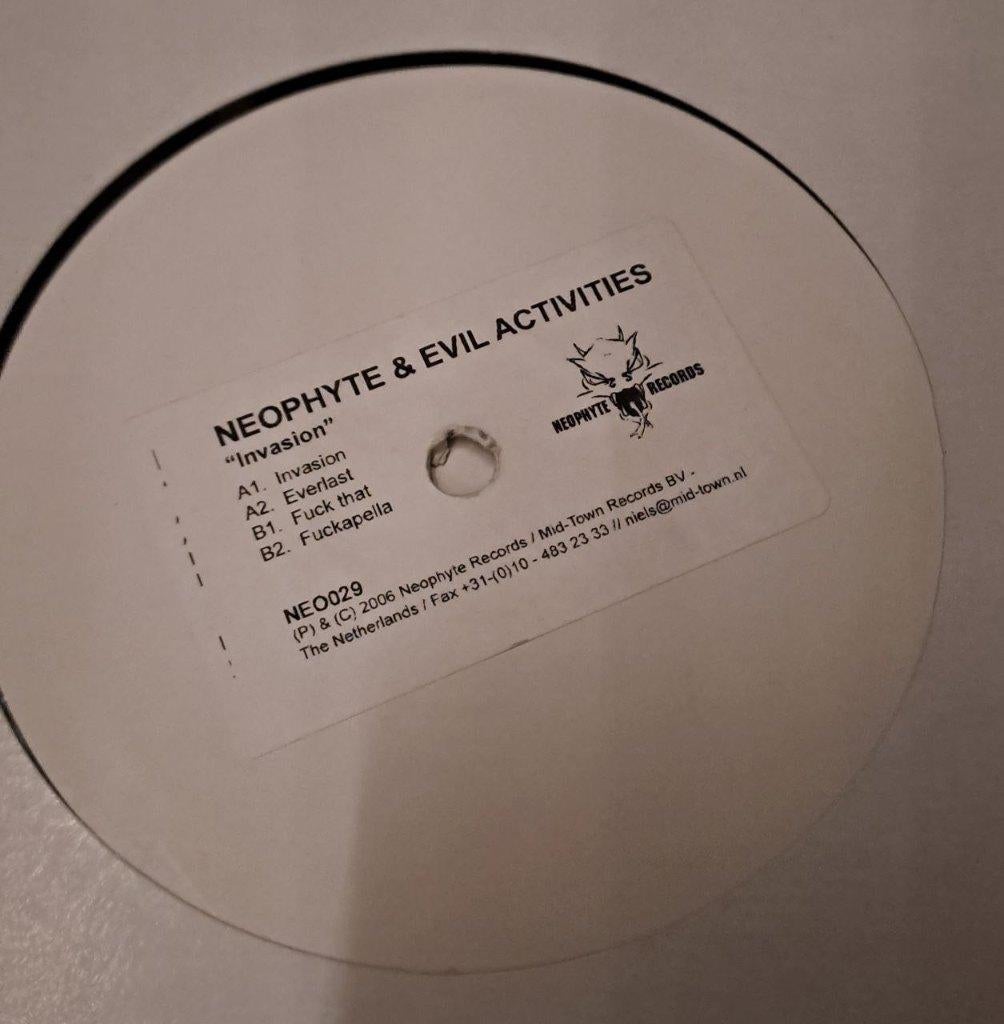 NEOPHYTE & EVIL ACTIVITIES
“Invasion”
A1. Invasion
A2. Everlast
B1. Fuck that
B2. Fuckapella
NEOPHYTE RECORDS
NEO029
(P) & (C) 2006 Neophyte Records / Mid-Town Records BV -
The Netherlands / Fax +31-(0)10 - 483 23 33 // niels@mid-town.nl